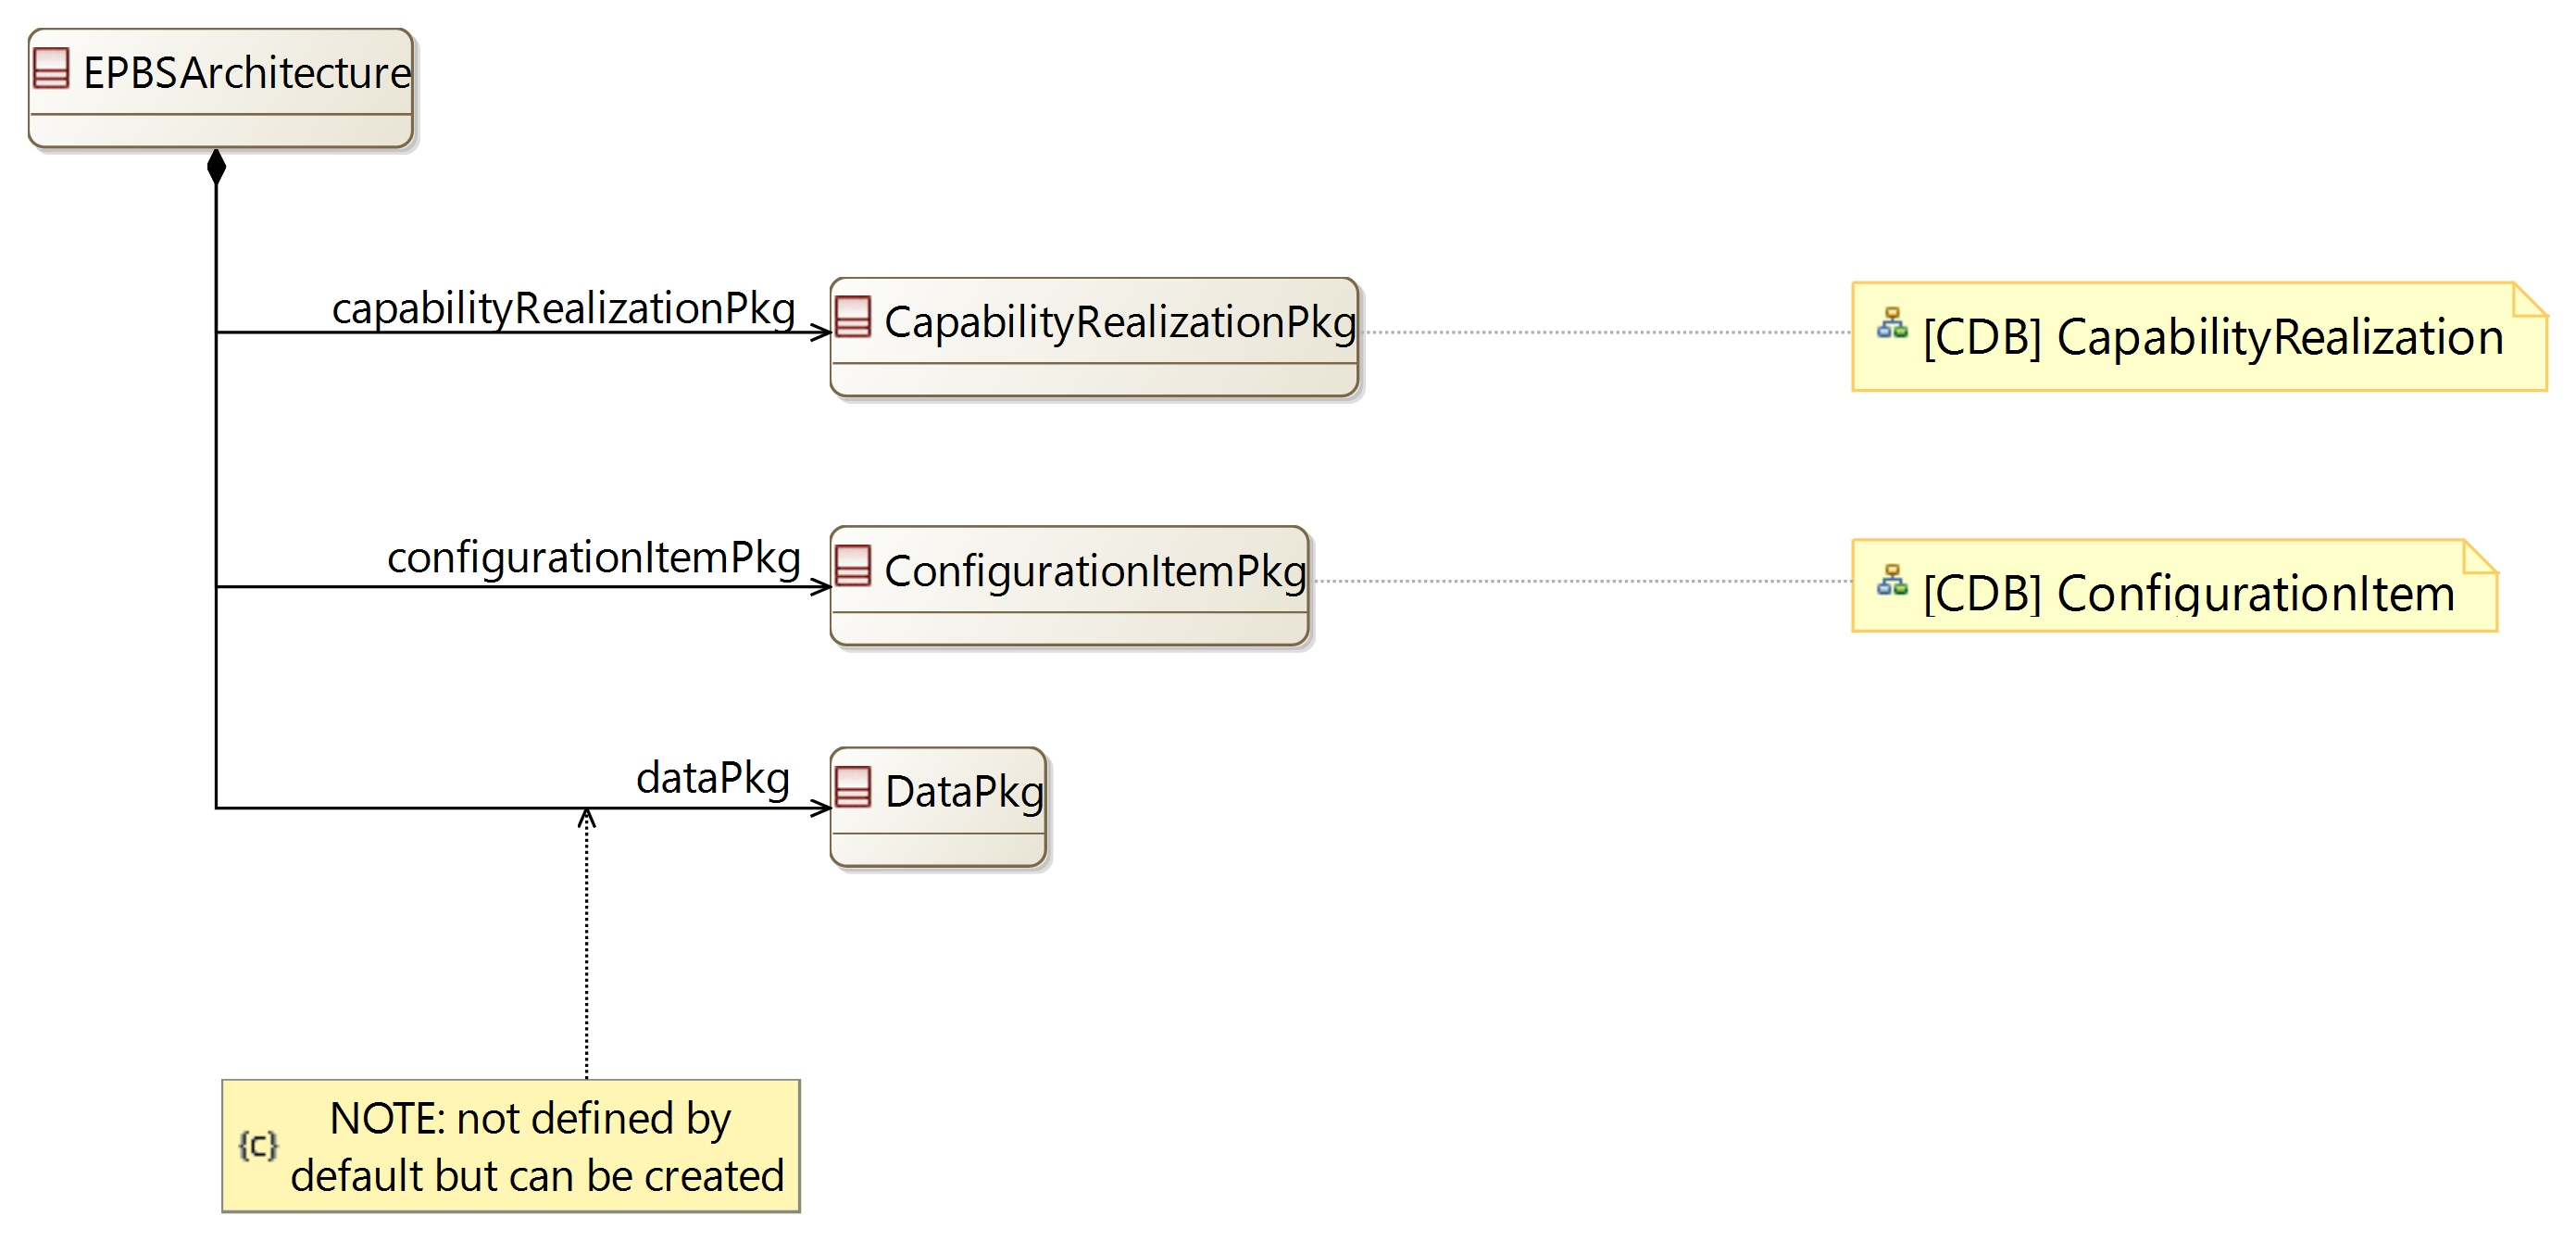 EPBSArchitecture
capabilityRealizationPkg
CapabilityRealizationPkg
[CDB] CapabilityRealization
configurationItemPkg
ConfigurationItemPkg
[CDB] ConfigurationItem
dataPkg
DataPkg
{c}
NOTE: not defined by
default but can be created